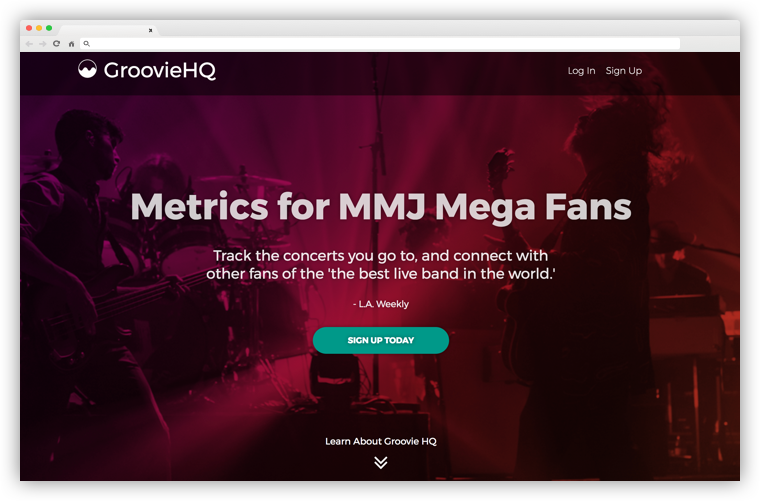 GroovieHQ
Log In Sign Up
Metrics for MMJ Mega Fans
Track the concerts you go to, and connect with
other fans of the 'the best live band in the world.'
- L.A. Weekly
SIGN UP TODAY
Learn About Groovie HQ